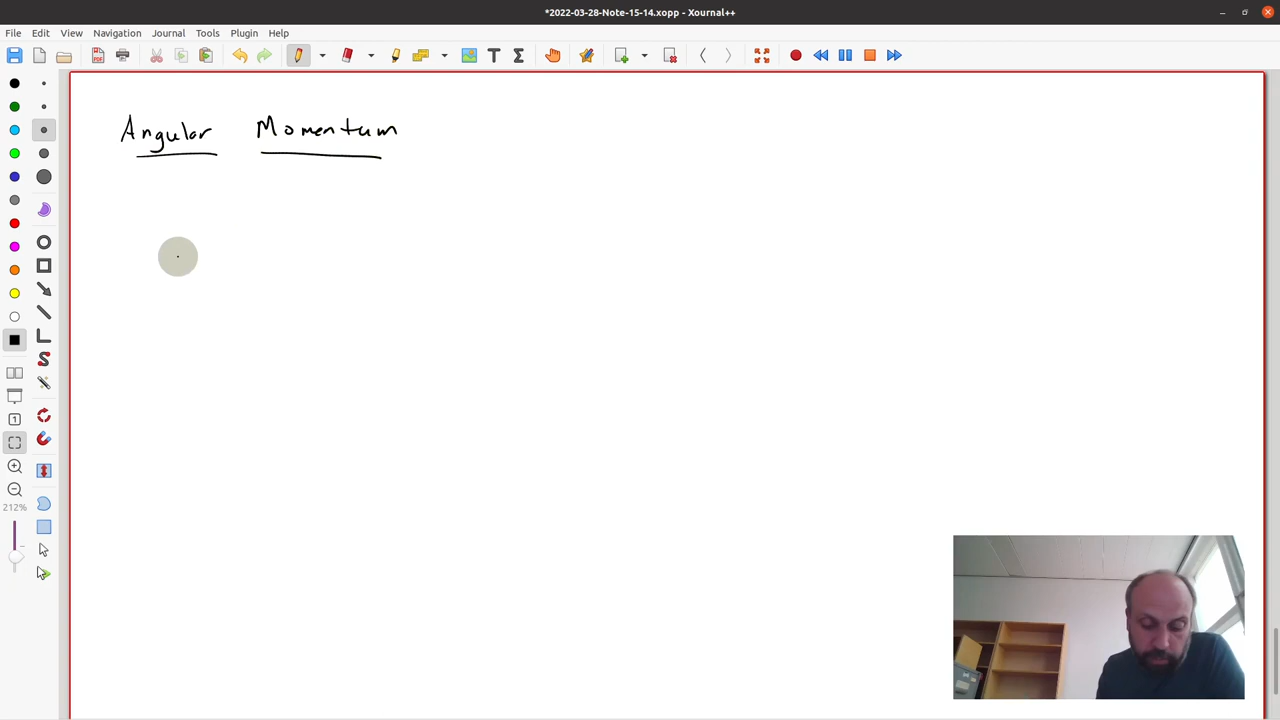 *2022-03-28-Note-15-14.xopp - Xournal++
File Edit View Navigation Journal Tools Plugin Help
Angular Momentum
212%